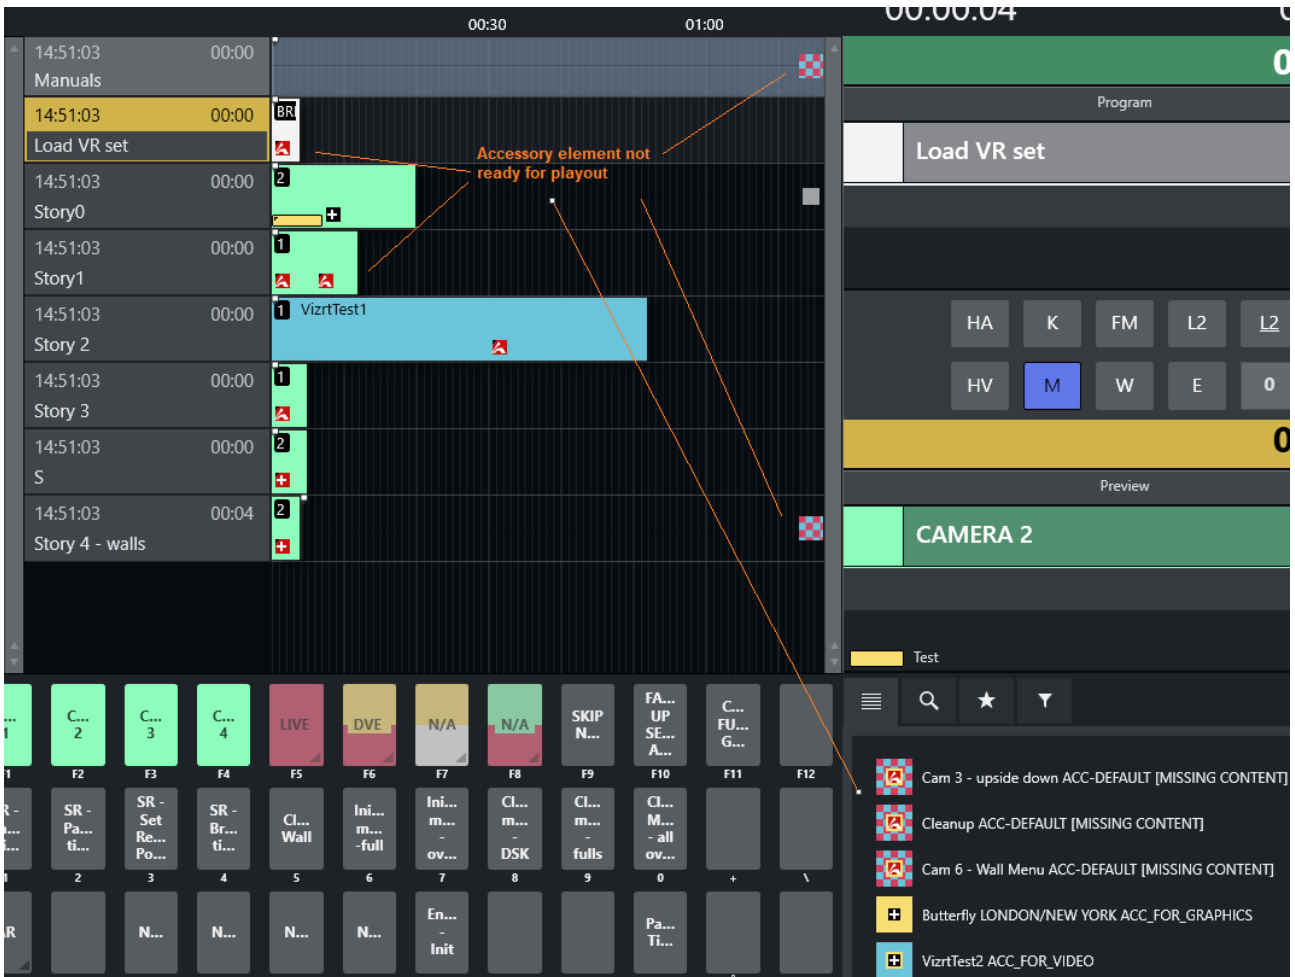 00:30 01:00
00:00:04
14:51:03 00:00
Manuals
14:51:03 00:00
Load VR set
BRI
14:51:03 00:00
Story0
2
14:51:03 00:00
Story1
1
14:51:03 00:00
Story 2
1 VizrtTest1
14:51:03 00:00
Story 3
1
14:51:03 00:00
S
2
14:51:03 00:04
Story 4 - walls
2
Accessory element not
ready for playout
0
Program
Load VR set
HA K FM L2 L2
HV M W E 0
0
Preview
CAMERA 2
Test
Cam 3 - upside down ACC-DEFAULT [MISSING CONTENT]
Cleanup ACC-DEFAULT [MISSING CONTENT]
Cam 6 - Wall Menu ACC-DEFAULT [MISSING CONTENT]
Butterfly LONDON/NEW YORK ACC_FOR_GRAPHICS
VizrtTest2 ACC_FOR_VIDEO
...
1
C...
2
C...
3
C...
4
LIVE
DVE
N/A
N/A
SKIP
N...
FA...
UP
SE...
A...
C...
FU...
G...
F1 F2 F3 F4 F5 F6 F7 F8 F9 F10 F11 F12
SR -
Pa...
ti...
SR -
Set
Re...
Po...
SR -
Br...
ti...
Cl...
Wall
Ini...
m...
-full
Ini...
m...
-
ov...
Cl...
m...
-
DSK
Cl...
m...
-
fulls
Cl...
M...
- all
ov...
1 2 3 4 5 6 7 8 9 0 + \
N...
N...
N...
N...
En...
-
Init
Pa...
Ti...